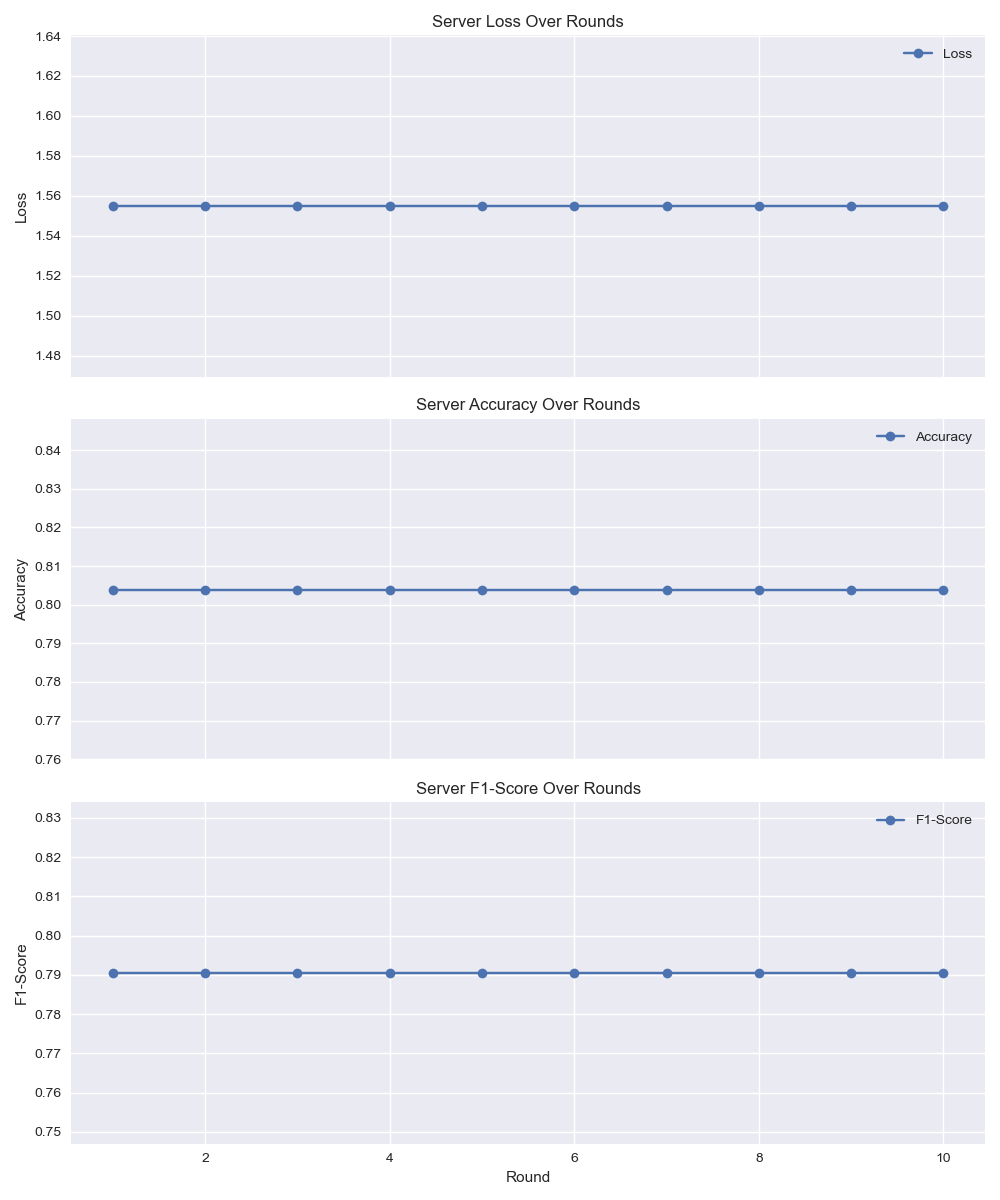 Server Loss Over Rounds
1.64
Loss
1.62
1.60
1.58
1.56
Loss
1.54
1.52
1.50
1.48
Server Accuracy Over Rounds
Accuracy
0.84
0.83
0.82
0.81
Accuracy
0.80
0.79
0.78
0.77
0.76
Server F1-Score Over Rounds
F1-Score
0.83
0.82
0.81
0.80
F1-Score
0.79
0.78
0.77
0.76
0.75
2 4 6 8 10
Round